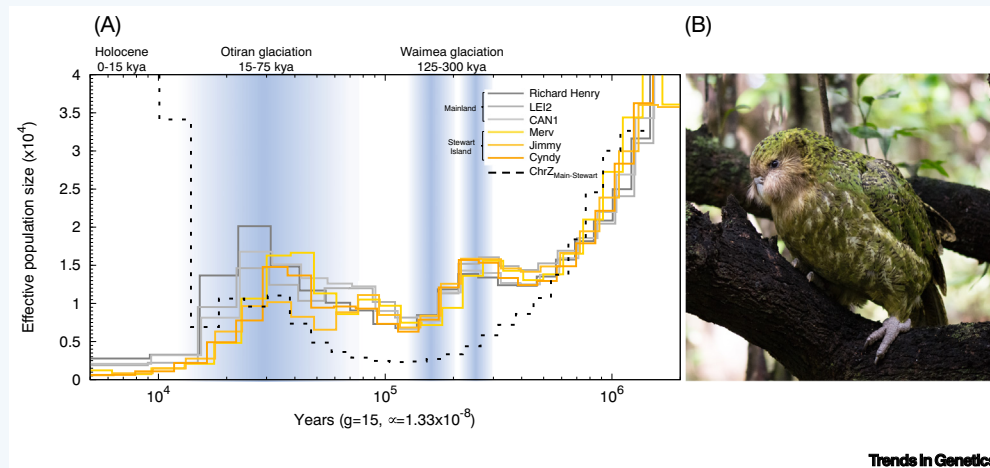 (A)
(B)
Holocene
0-15 kya
Otiran glaciation
15-75 kya
Waimea glaciation
125-300 kya
Effective population size (x10⁴)
4
3.5
3
2.5
2
1.5
1
0.5
0
Mainland
Richard Henry
LEI2
CAN1
Stewart
Island
Merv
Jimmy
Cyndy
ChrZMain-Stewart
10⁴
10⁵
10⁶
Years (g=15, ∝=1.33x10⁻⁸)
Trends in Genetics